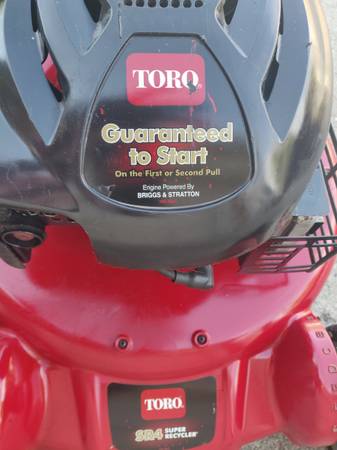 TORO
Guaranteed
to Start
On the First or Second Pull
Engine Powered By
BRIGGS & STRATTON
TORO
SR4 SUPER
RECYCLER